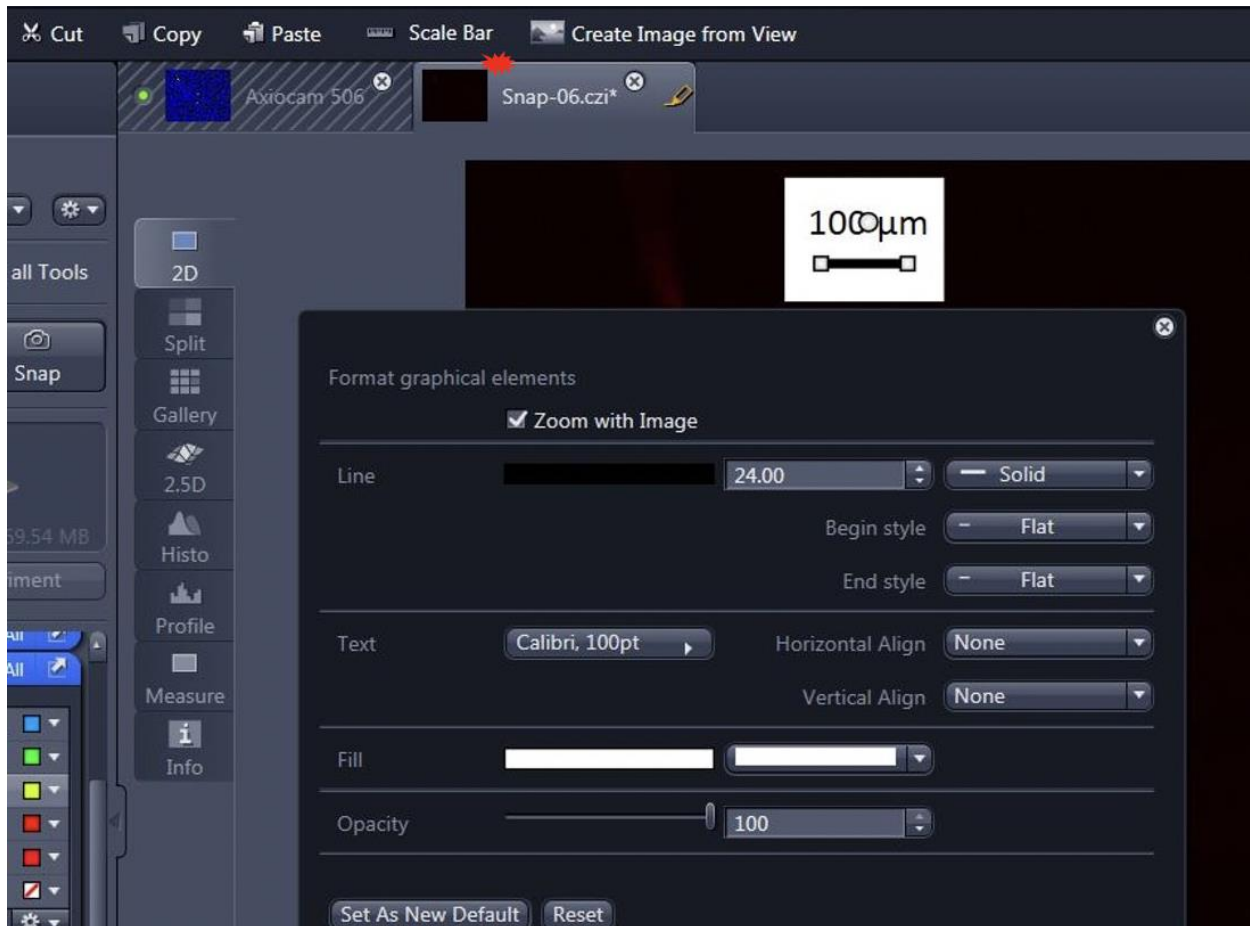 Cut Copy Paste Scale Bar Create Image from View
Axiocam 506 Snap-06.czi*
100 µm
all Tools
2D
Split
Snap
Gallery
2.5D
59.54 MB
Histo
iment
Profile
All
All
Measure
Info
Format graphical elements
Zoom with Image
Line 24.00 Solid
Begin style Flat
End style Flat
Text Calibri, 100pt Horizontal Align None
Vertical Align None
Fill
Opacity 100
Set As New Default Reset